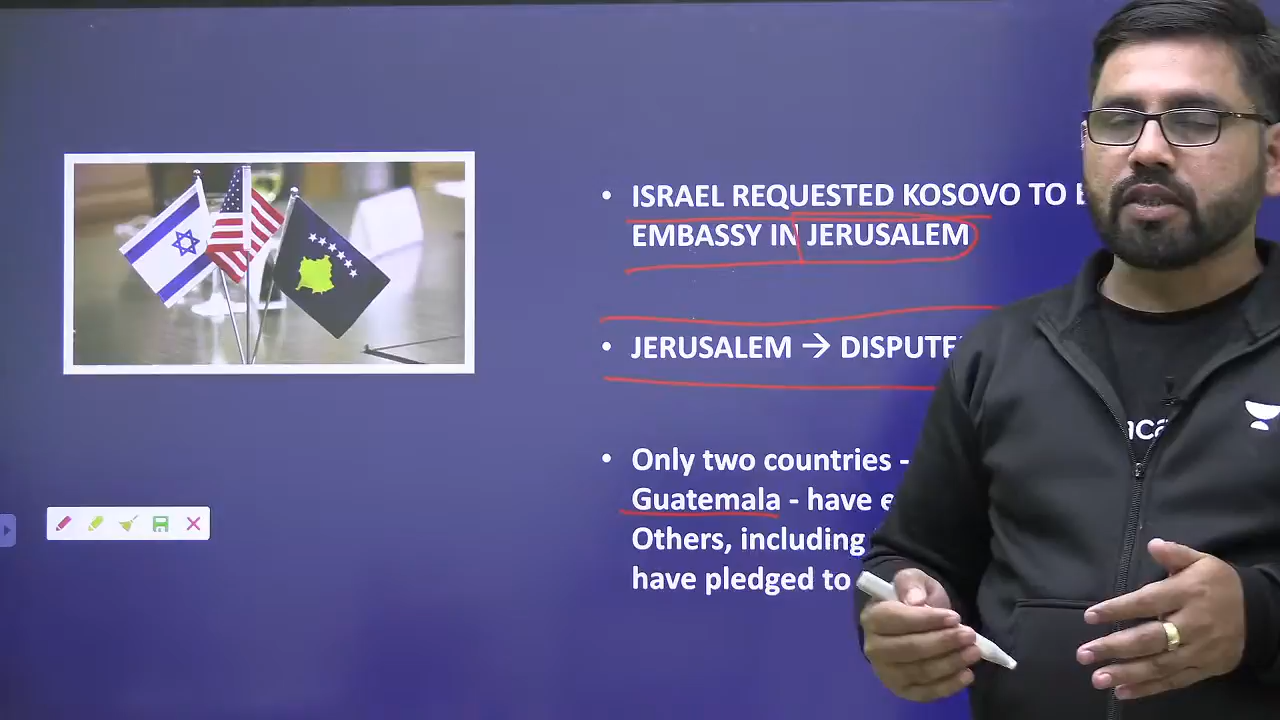 ISRAEL REQUESTED KOSOVO TO
EMBASSY IN JERUSALEM
JERUSALEM → DISPUTE
Only two countries -
Guatemala - have
Others, including
have pledged to